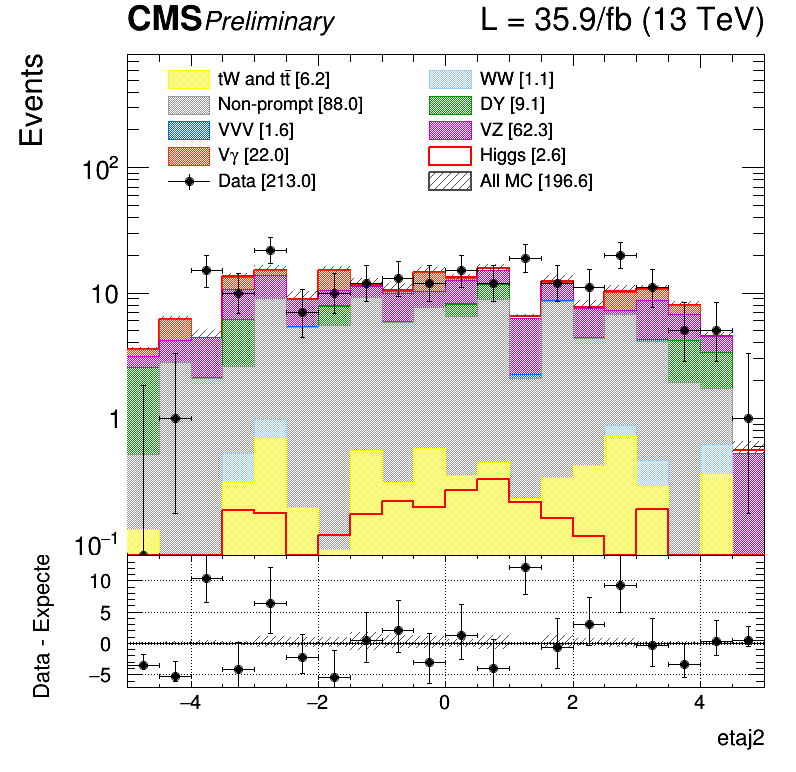 CMS Preliminary L = 35.9/fb (13 TeV)
Events
tW and tt̄ [6.2] WW [1.1]
Non-prompt [88.0] DY [9.1]
VVV [1.6] VZ [62.3]
Vγ [22.0] Higgs [2.6]
Data [213.0] All MC [196.6]
10²
10
1
10⁻¹
Data - Expecte
10
5
0
−5
−4 −2 0 2 4
etaj2